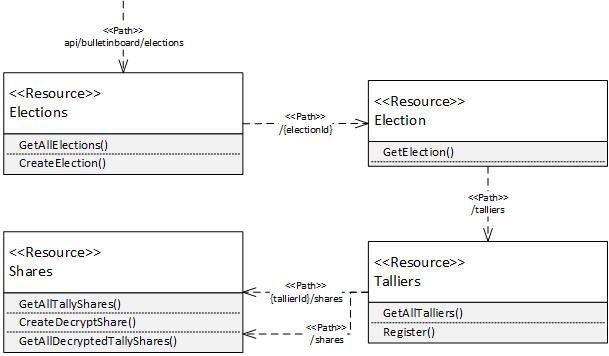 <<Path>>
api/bulletinboard/elections
<<Resource>>
Elections
GetAllElections()
CreateElection()
<<Path>>
/{electionId}
<<Resource>>
Election
GetElection()
<<Path>>
/talliers
<<Resource>>
Shares
GetAllTallyShares()
CreateDecryptShare()
GetAllDecryptedTallyShares()
<<Path>>
{tallierId}/shares
<<Path>>
/shares
<<Resource>>
Talliers
GetAllTalliers()
Register()